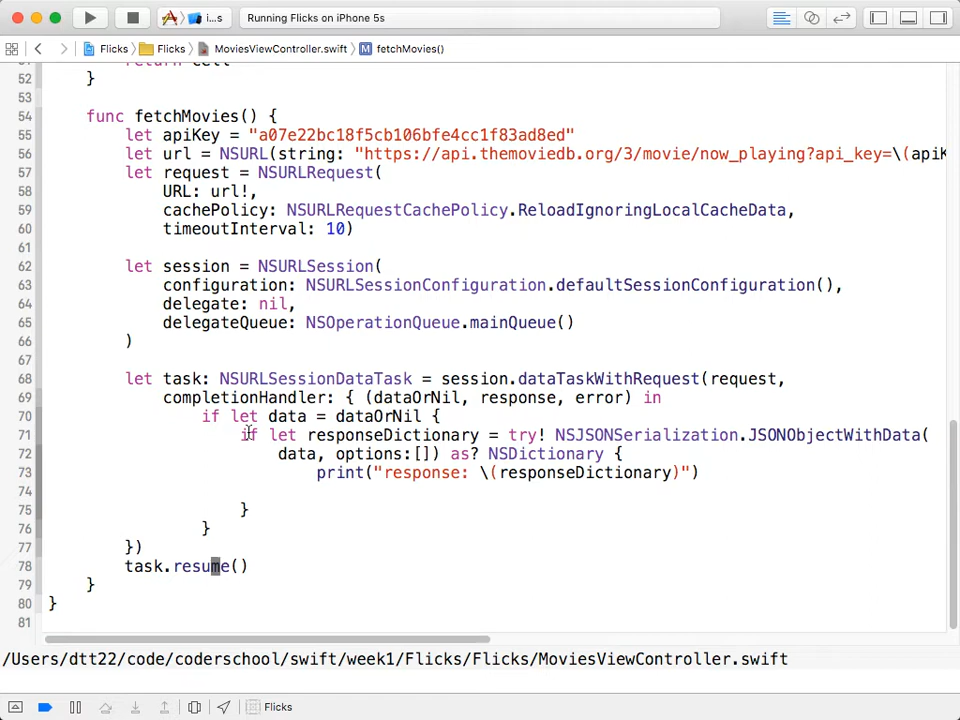 i...s
Running Flicks on iPhone 5s
Flicks
Flicks
MoviesViewController.swift
M
fetchMovies()
return cell
52 }
53
54 func fetchMovies() {
55 let apiKey = "a07e22bc18f5cb106bfe4cc1f83ad8ed"
56 let url = NSURL(string: "https://api.themoviedb.org/3/movie/now_playing?api_key=\(apiK
57 let request = NSURLRequest(
58 URL: url!,
59 cachePolicy: NSURLRequestCachePolicy.ReloadIgnoringLocalCacheData,
60 timeoutInterval: 10)
61
62 let session = NSURLSession(
63 configuration: NSURLSessionConfiguration.defaultSessionConfiguration(),
64 delegate: nil,
65 delegateQueue: NSOperationQueue.mainQueue()
66 )
67
68 let task: NSURLSessionDataTask = session.dataTaskWithRequest(request,
69 completionHandler: { (dataOrNil, response, error) in
70 if let data = dataOrNil {
71 if let responseDictionary = try! NSJSONSerialization.JSONObjectWithData(
72 data, options:[]) as? NSDictionary {
73 print("response: \(responseDictionary)")
74
75 }
76 }
77 })
78 task.resume()
79 }
80 }
81
/Users/dtt22/code/coderschool/swift/week1/Flicks/Flicks/MoviesViewController.swift
Flicks